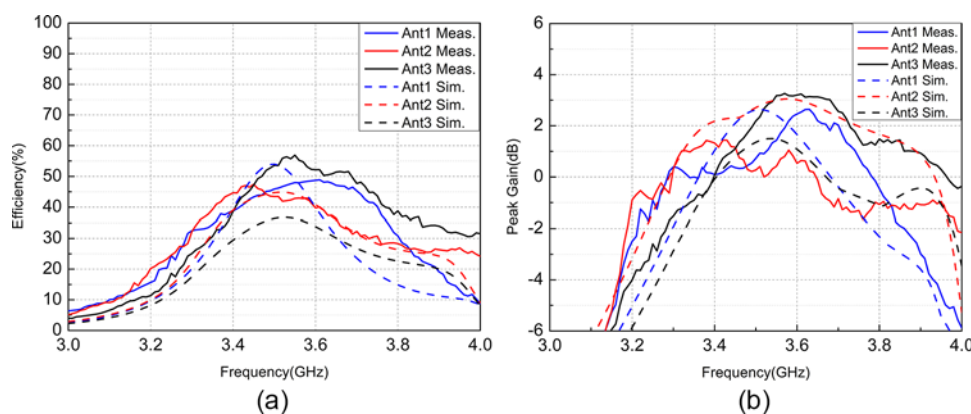 100
90
80
70
60
50
40
30
20
10
0
Efficiency(%)
Ant1 Meas.
Ant2 Meas.
Ant3 Meas.
Ant1 Sim.
Ant2 Sim.
Ant3 Sim.
3.0 3.2 3.4 3.6 3.8 4.0
Frequency(GHz)
(a)
6
4
2
0
-2
-4
-6
Peak Gain(dB)
Ant1 Meas.
Ant2 Meas.
Ant3 Meas.
Ant1 Sim.
Ant2 Sim.
Ant3 Sim.
3.0 3.2 3.4 3.6 3.8 4.0
Frequency(GHz)
(b)